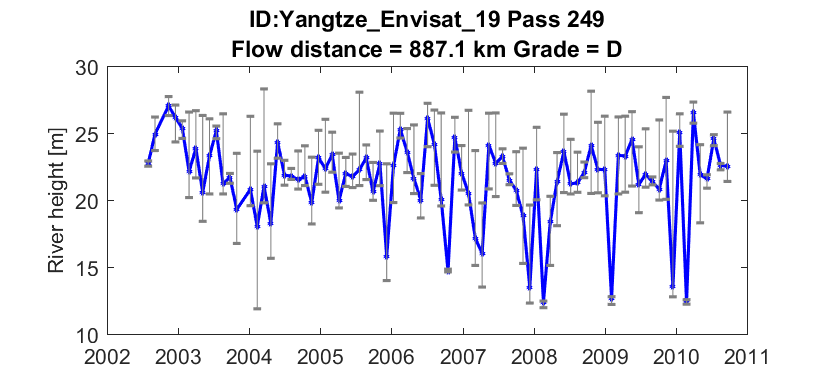 ID:Yangtze_Envisat_19 Pass 249
Flow distance = 887.1 km Grade = D
30
25
20
15
10
River height [m]
2002 2003 2004 2005 2006 2007 2008 2009 2010 2011